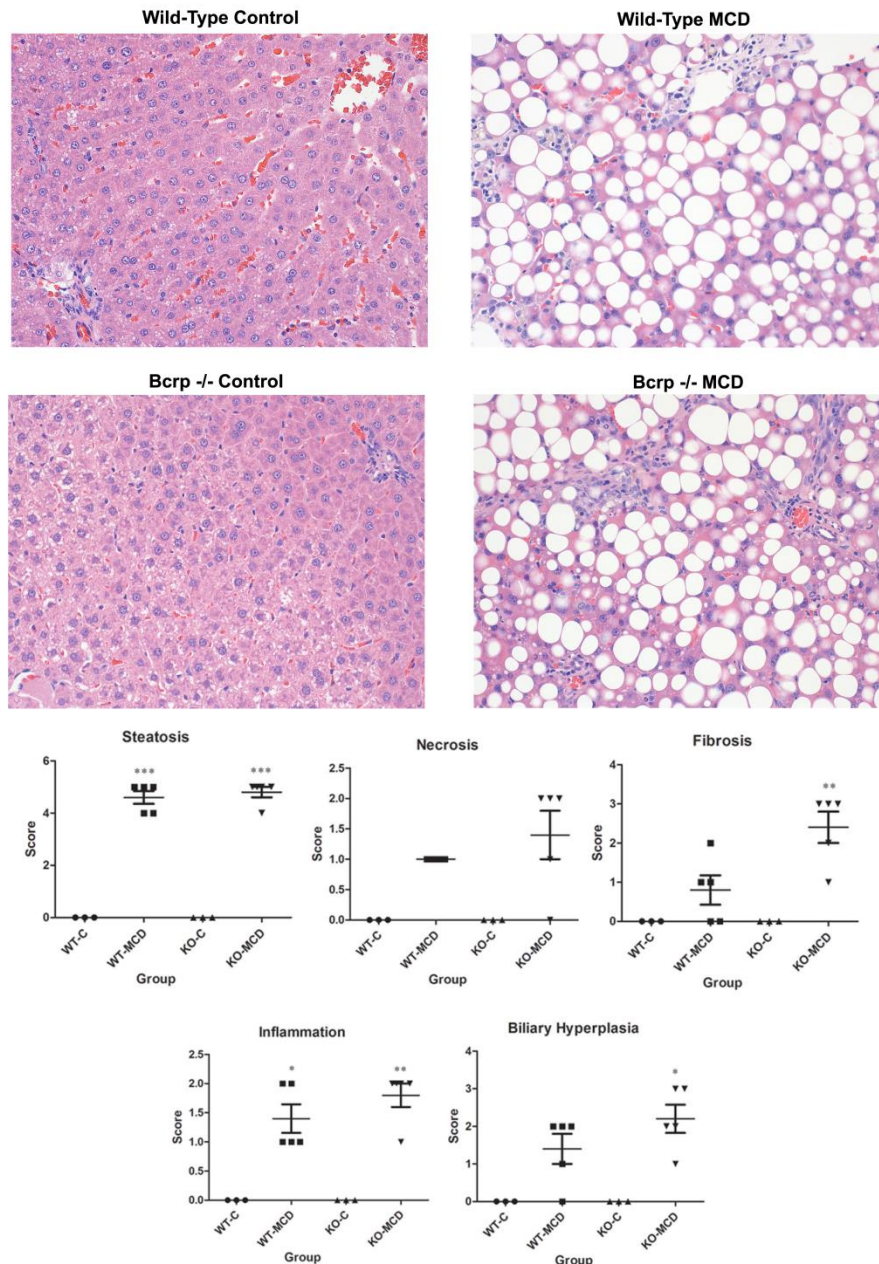 Wild-Type Control
Wild-Type MCD
Bcrp -/- Control
Bcrp -/- MCD
Steatosis
Score
6
4
2
0
***
***
WT-C
WT-MCD
KO-C
KO-MCD
Group
Necrosis
Score
2.5
2.0
1.5
1.0
0.5
0.0
WT-C
WT-MCD
KO-C
KO-MCD
Group
Fibrosis
Score
4
3
2
1
0
**
WT-C
WT-MCD
KO-C
KO-MCD
Group
Inflammation
Score
2.5
2.0
1.5
1.0
0.5
0.0
*
**
WT-C
WT-MCD
KO-C
KO-MCD
Group
Biliary Hyperplasia
Score
4
3
2
1
0
*
WT-C
WT-MCD
KO-C
KO-MCD
Group